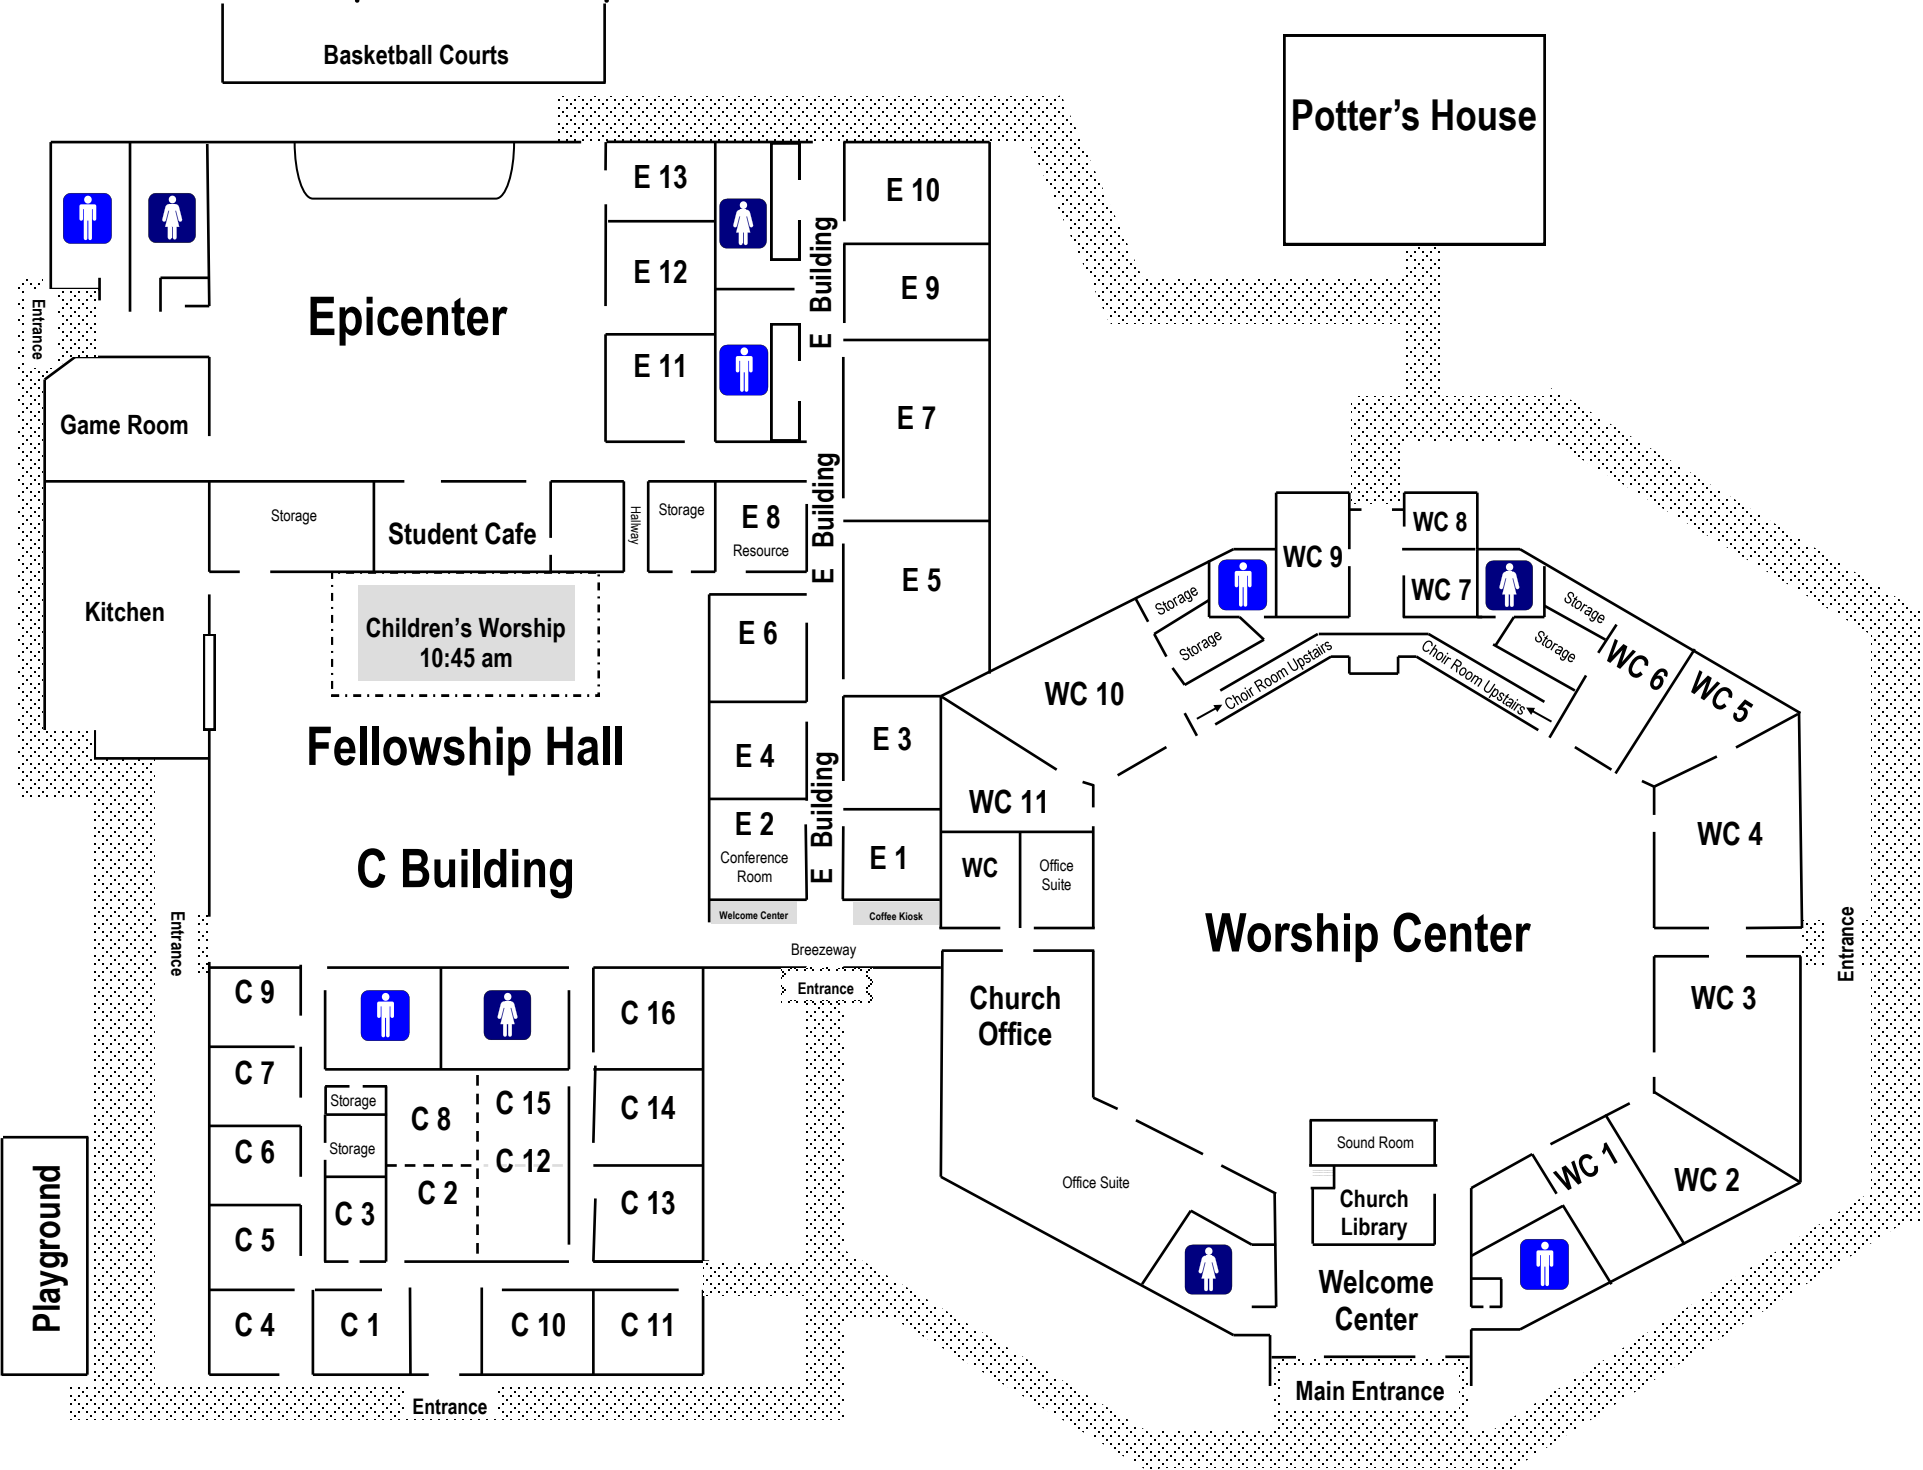 Basketball Courts
Potter's House
E 13
E 10
E 12
E 9
E Building
Entrance
Epicenter
E 11
E 7
Game Room
E Building
Storage
Student Cafe
Hallway
Storage
E 8
Resource
E 5
WC 9
WC 8
WC 7
Kitchen
Children's Worship
10:45 am
E 6
Storage
Storage
Choir Room Upstairs
Choir Room Upstairs
Storage
Storage
WC 6
WC 5
WC 10
Fellowship Hall
E 4
E 3
E Building
WC 11
WC 4
C Building
E 2
Conference
Room
E 1
WC
Office
Suite
Worship Center
Welcome Center
Coffee Kiosk
Entrance
Breezeway
Entrance
Entrance
C 9
C 16
Church
Office
WC 3
C 7
C 8
C 15
C 14
Storage
Storage
C 6
C 12
C 2
C 3
C 13
C 5
Sound Room
Church
Library
Office Suite
WC 1
WC 2
Playground
C 4
C 1
C 10
C 11
Welcome
Center
Main Entrance
Entrance